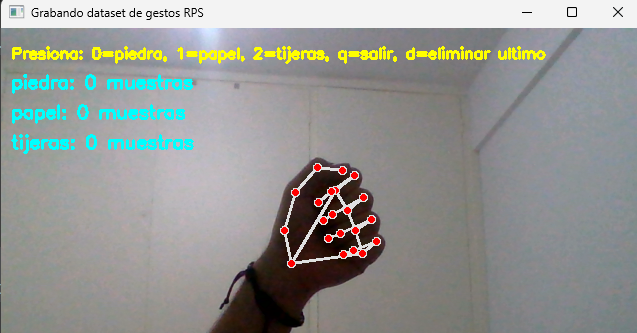 Grabando dataset de gestos RPS
Presiona: 0=piedra, 1=papel, 2=tijeras, q=salir, d=eliminar ultimo
piedra: 0 muestras
papel: 0 muestras
tijeras: 0 muestras